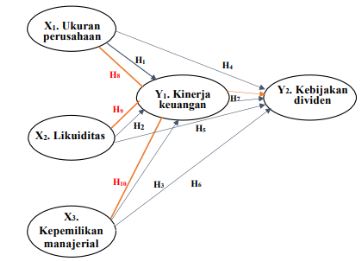 X1. Ukuran
perusahaan
H1
H4
H8
Y1. Kinerja
keuangan
Y2. Kebijakan
dividen
H7
H9
H2
H5
X2. Likuiditas
H10
H3
H6
X3.
Kepemilikan
manajerial